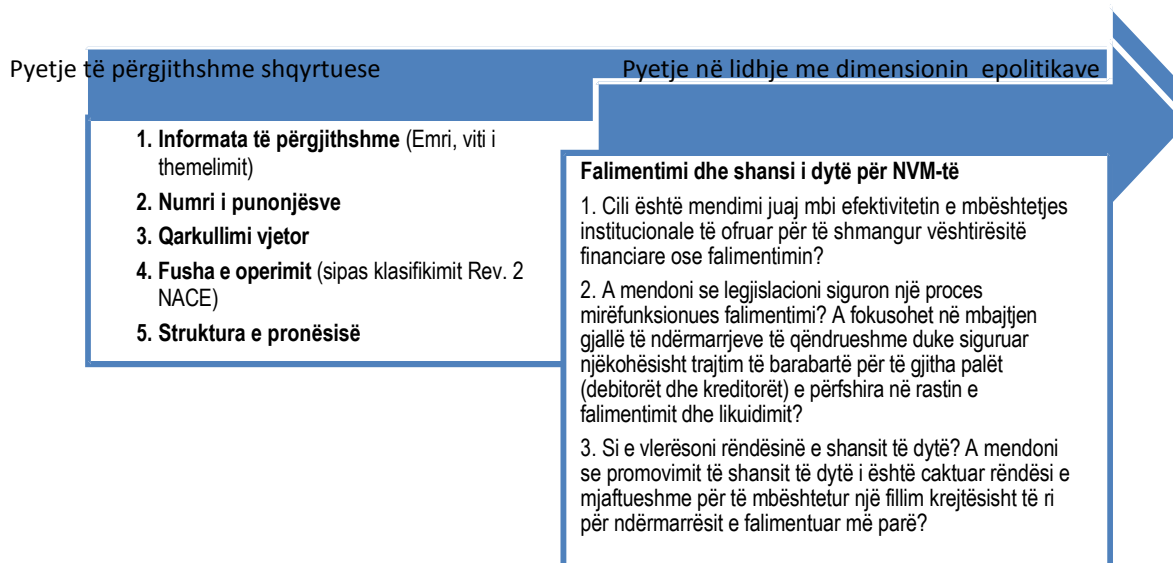 Pyetje të përgjithshme shqyrtuese
Pyetje në lidhje me dimensionin epolitikave
1. Informata të përgjithshme (Emri, viti i
themelimit)
2. Numri i punonjësve
3. Qarkullimi vjetor
4. Fusha e operimit (sipas klasifikimit Rev. 2
NACE)
5. Struktura e pronësisë
Falimentimi dhe shansi i dytë për NVM-të
1. Cili është mendimi juaj mbi efektivitetin e mbështetjes
institucionale të ofruar për të shmangur vështirësitë
financiare ose falimentimin?
2. A mendoni se legjislacioni siguron një proces
mirëfunksionues falimentimi? A fokusohet në mbajtjen
gjallë të ndërmarrjeve të qëndrueshme duke siguruar
njëkohësisht trajtim të barabartë për të gjitha palët
(debitorët dhe kreditorët) e përfshira në rastin e
falimentimit dhe likuidimit?
3. Si e vlerësoni rëndësinë e shansit të dytë? A mendoni
se promovimit të shansit të dytë i është caktuar rëndësi e
mjaftueshme për të mbështetur një fillim krejtësisht të ri
për ndërmarrësit e falimentuar më parë?